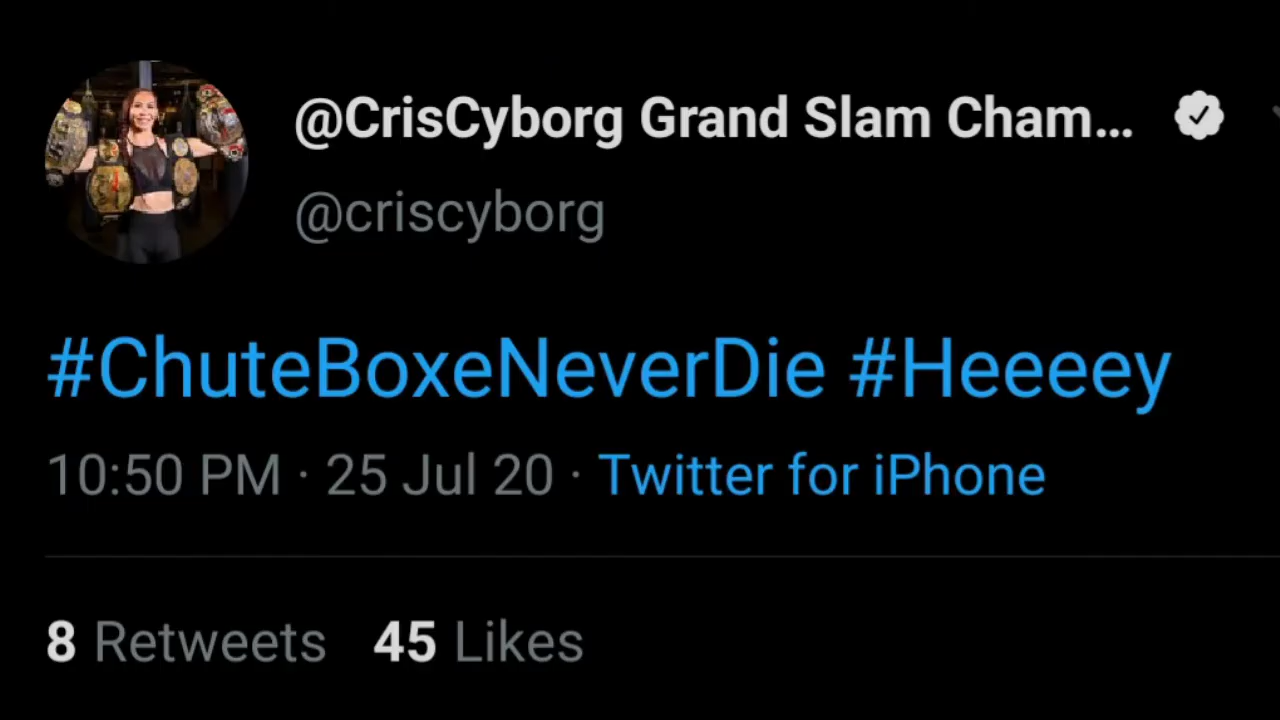 @CrisCyborg Grand Slam Cham...
@criscyborg
#ChuteBoxeNeverDie #Heeeey
10:50 PM · 25 Jul 20 · Twitter for iPhone
8 Retweets 45 Likes